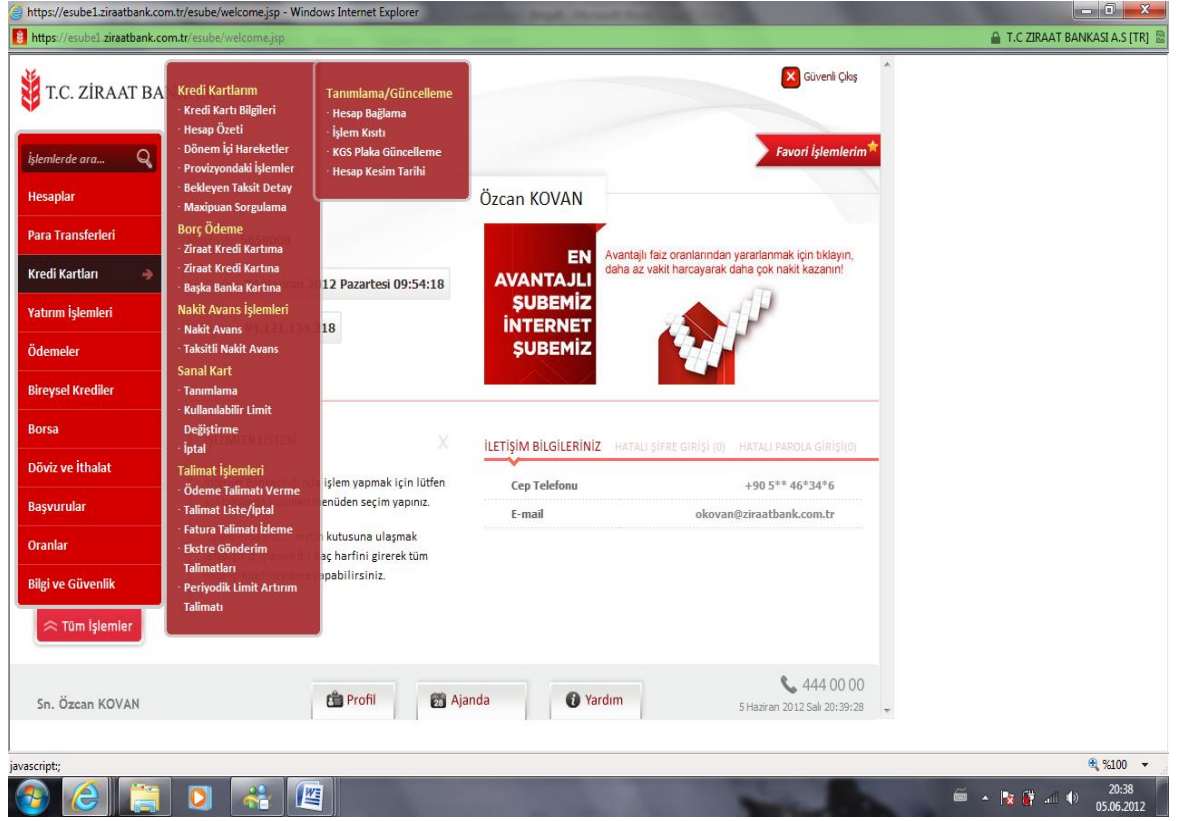 https://esube1.ziraatbank.com.tr/esube/welcome.jsp - Windows Internet Explorer
https://esube1.ziraatbank.com.tr/esube/welcome.jsp
T.C ZIRAAT BANKASI A.S [TR]
T.C. ZİRAAT BA
Güvenli Çıkış
Favori İşlemlerim
işlemlerde ara...
Hesaplar
Para Transferleri
Kredi Kartları
Yatırım İşlemleri
Ödemeler
Bireysel Krediler
Borsa
Döviz ve İthalat
Başvurular
Oranlar
Bilgi ve Güvenlik
Tüm İşlemler
Kredi Kartlarım
· Kredi Kartı Bilgileri
· Hesap Özeti
· Dönem İçi Hareketler
· Provizyondaki İşlemler
· Bekleyen Taksit Detay
· Maxipuan Sorgulama
Borç Ödeme
· Ziraat Kredi Kartıma
· Ziraat Kredi Kartına
· Başka Banka Kartına
Nakit Avans İşlemleri
· Nakit Avans
· Taksitli Nakit Avans
Sanal Kart
· Tanımlama
· Kullanılabilir Limit
Değiştirme
· İptal
Talimat İşlemleri
· Ödeme Talimatı Verme
· Talimat Liste/İptal
· Fatura Talimatı İzleme
· Ekstre Gönderim
Talimatları
· Periyodik Limit Artırım
Talimatı
Tanımlama/Güncelleme
· Hesap Bağlama
· İşlem Kısıtı
· KGS Plaka Güncelleme
· Hesap Kesim Tarihi
Özcan KOVAN
12 Pazartesi 09:54:18
18
EN
AVANTAJLI
ŞUBEMİZ
İNTERNET
ŞUBEMİZ
Avantajlı faiz oranlarından yararlanmak için tıklayın,
daha az vakit harcayarak daha çok nakit kazanın!
X
işlem yapmak için lütfen
enüden seçim yapınız.
kutusuna ulaşmak
aç harfini girerek tüm
apabilirsiniz.
İLETİŞİM BİLGİLERİNİZ HATALI ŞİFRE GİRİŞİ (0) HATALI PAROLA GİRİŞİ(0)
Cep Telefonu +90 5** 46*34*6
E-mail okovan@ziraatbank.com.tr
Sn. Özcan KOVAN
Profil
28 Ajanda
Yardım
444 00 00
5 Haziran 2012 Salı 20:39:28
javascript:;
%100
20:38
05.06.2012